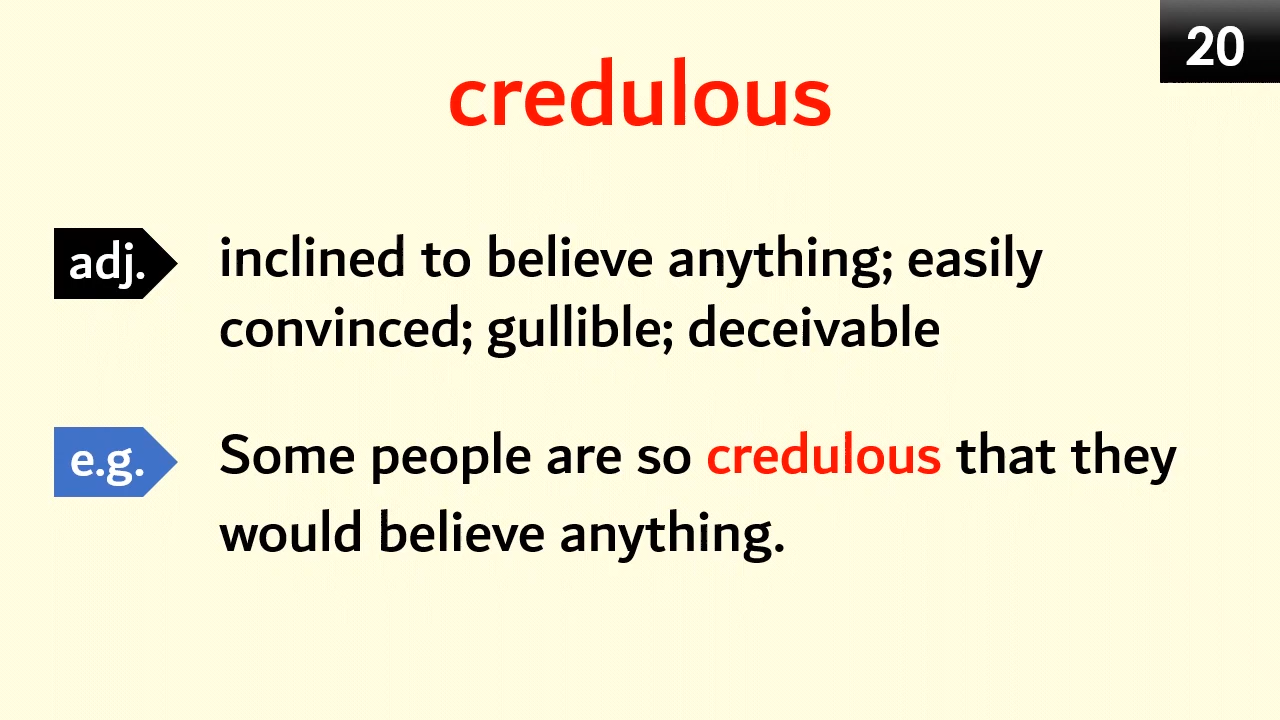 20
credulous
adj.
inclined to believe anything; easily
convinced; gullible; deceivable
e.g.
Some people are so credulous that they
would believe anything.